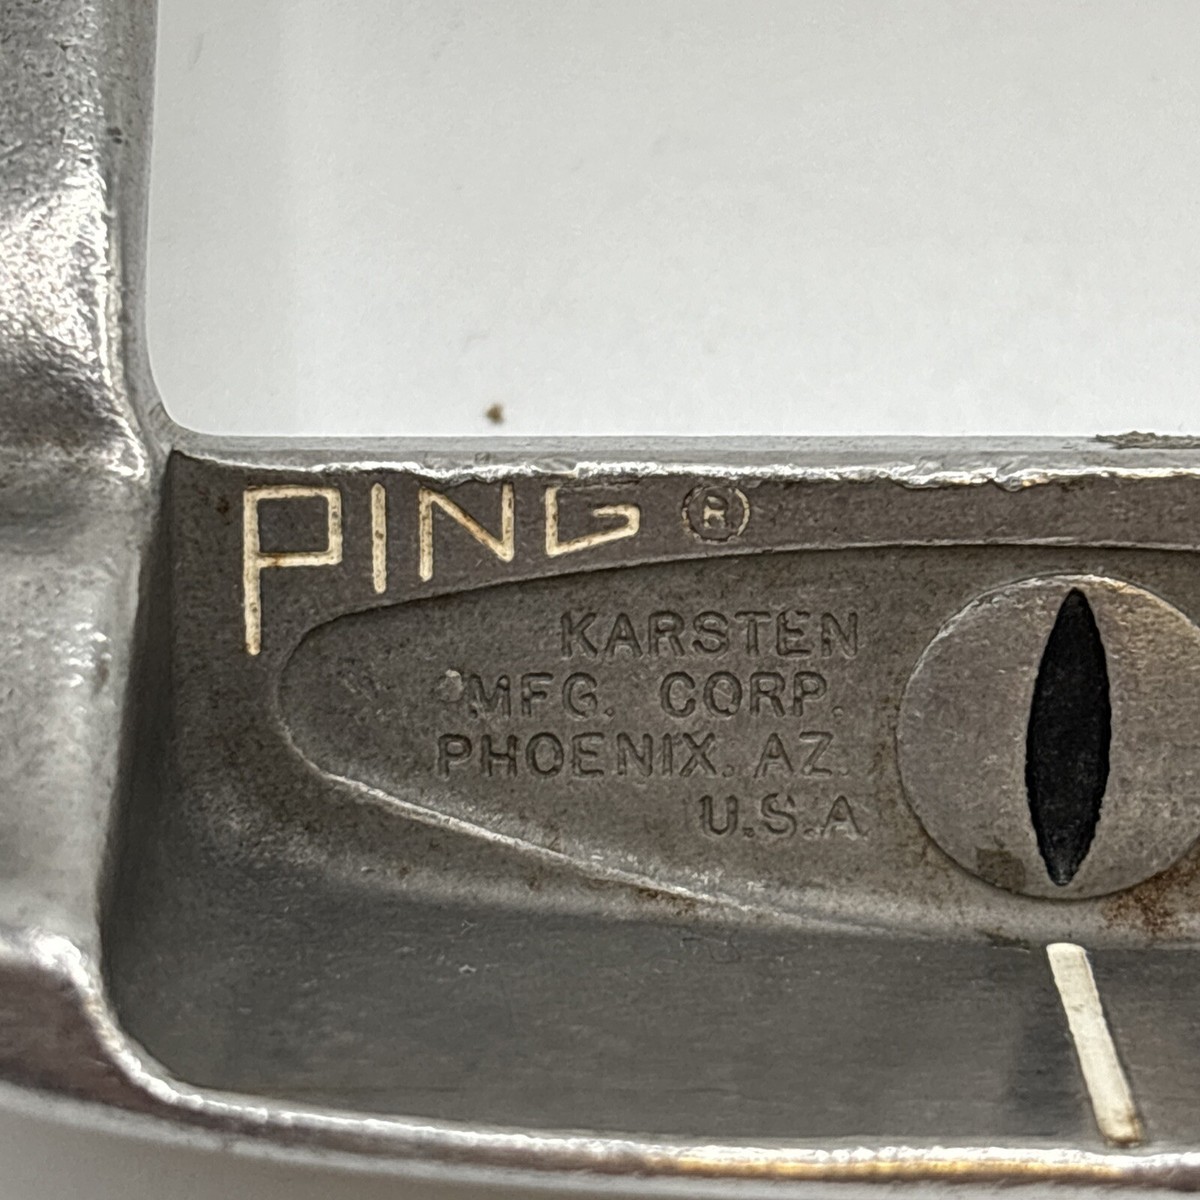 PING ®
KARSTEN
MFG. CORP.
PHOENIX. AZ.
U.S.A